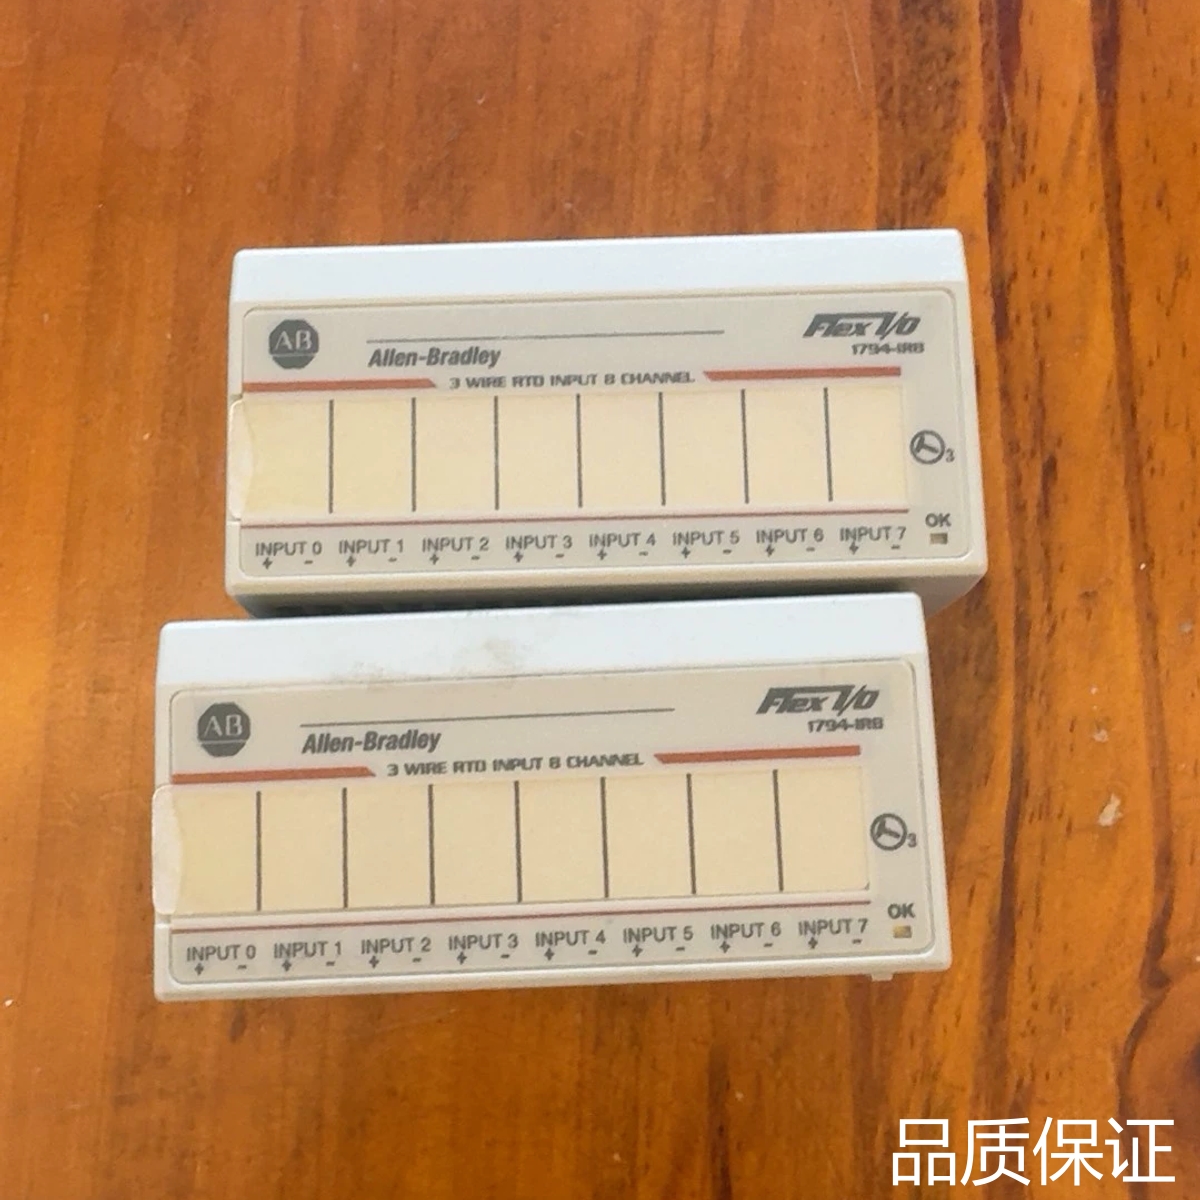 AB
Allen-Bradley
Flex I/O
1794-IR8
3 WIRE RTD INPUT 8 CHANNEL
3
OK
INPUT 0 INPUT 1 INPUT 2 INPUT 3 INPUT 4 INPUT 5 INPUT 6 INPUT 7
+ - + - + - + - + - + - + - + -
AB
Allen-Bradley
Flex I/O
1794-IR8
3 WIRE RTD INPUT 8 CHANNEL
3
OK
INPUT 0 INPUT 1 INPUT 2 INPUT 3 INPUT 4 INPUT 5 INPUT 6 INPUT 7
+ - + - + - + - + - + - + - + -
品质保证